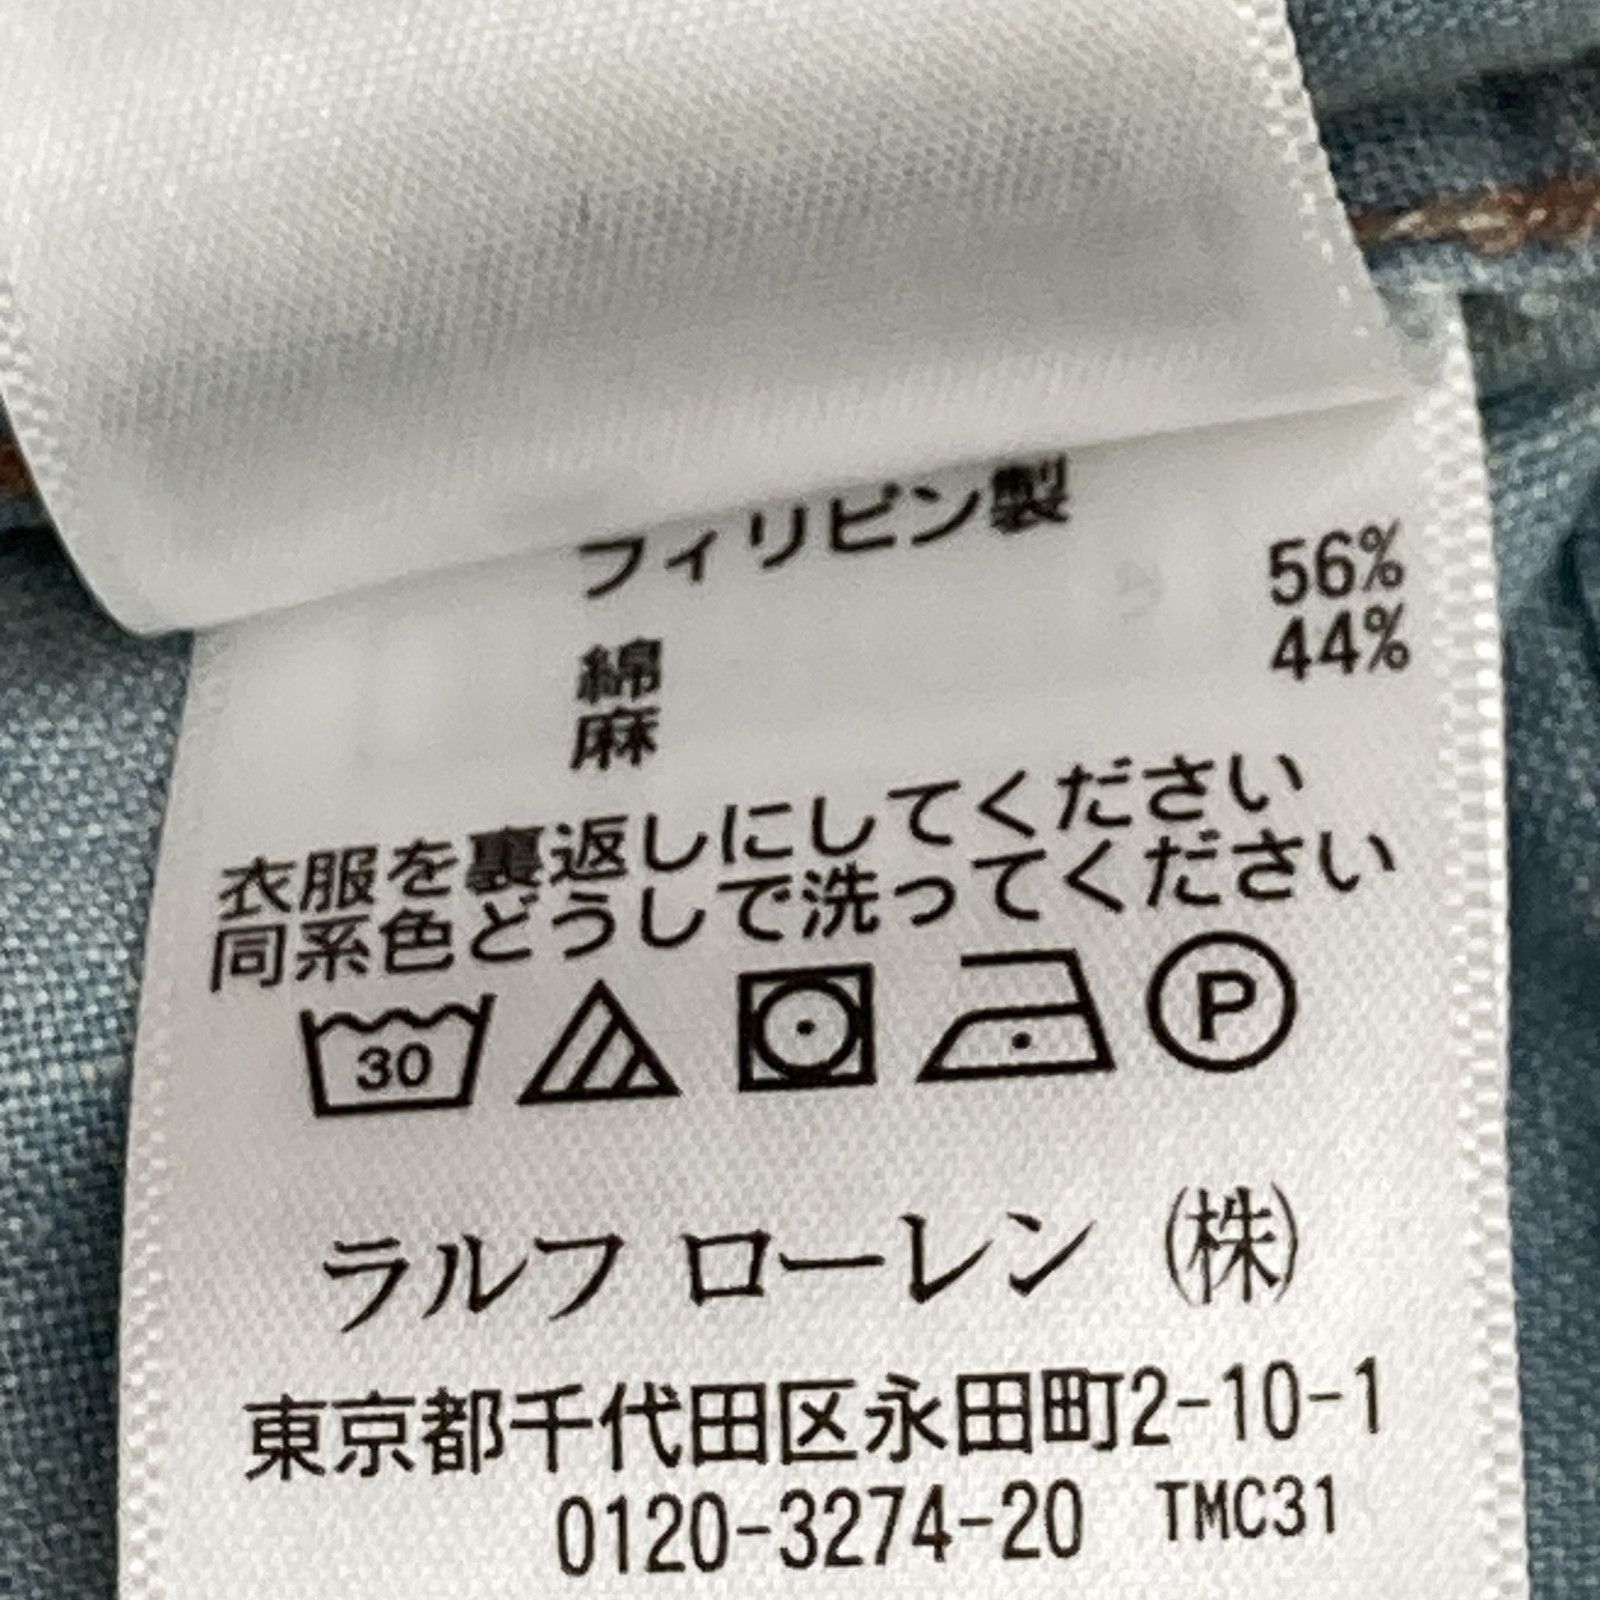 フィリピン製
綿 56%
麻 44%
衣服を裏返しにしてください
同系色どうしで洗ってください
30 P
ラルフ ローレン (株)
東京都千代田区永田町2-10-1
0120-3274-20 TMC31